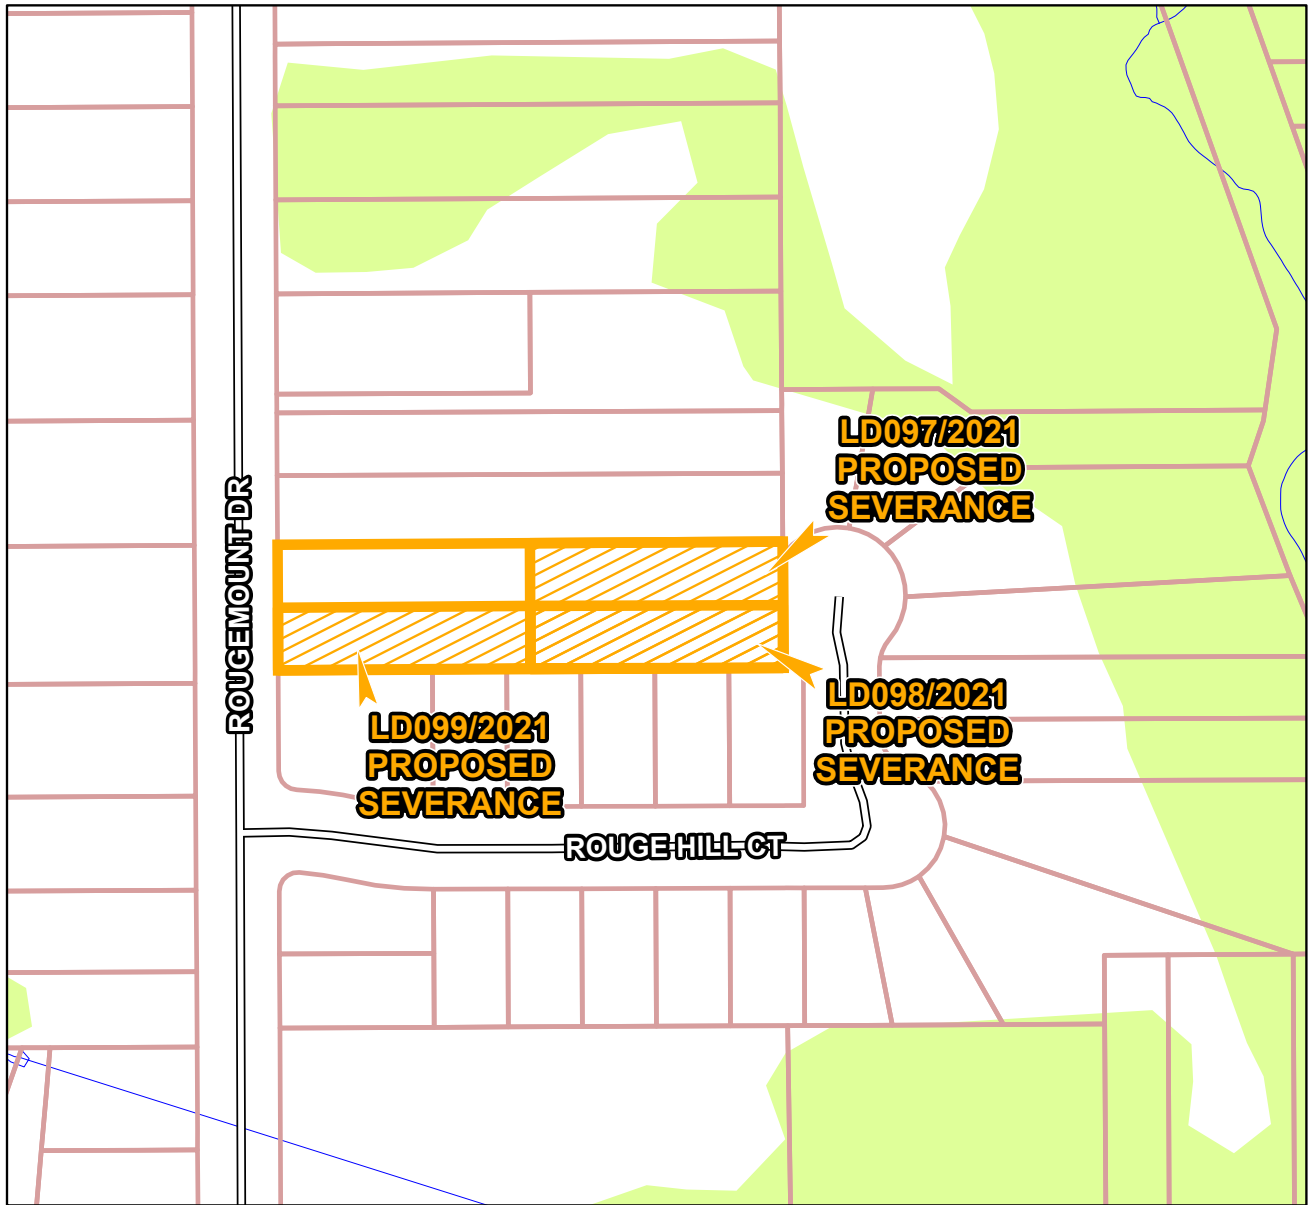 LD097/2021
PROPOSED
SEVERANCE
ROUGEMOUNT DR
LD099/2021
PROPOSED
SEVERANCE
LD098/2021
PROPOSED
SEVERANCE
ROUGE HILL CT